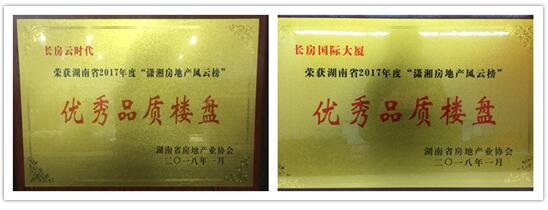 长房云时代
荣获湖南省2017年度“潇湘房地产风云榜”
优秀品质楼盘
湖南省房地产业协会
二〇一八年一月
长房国际大厦
荣获湖南省2017年度“潇湘房地产风云榜”
优秀品质楼盘
湖南省房地产业协会
二〇一八年一月